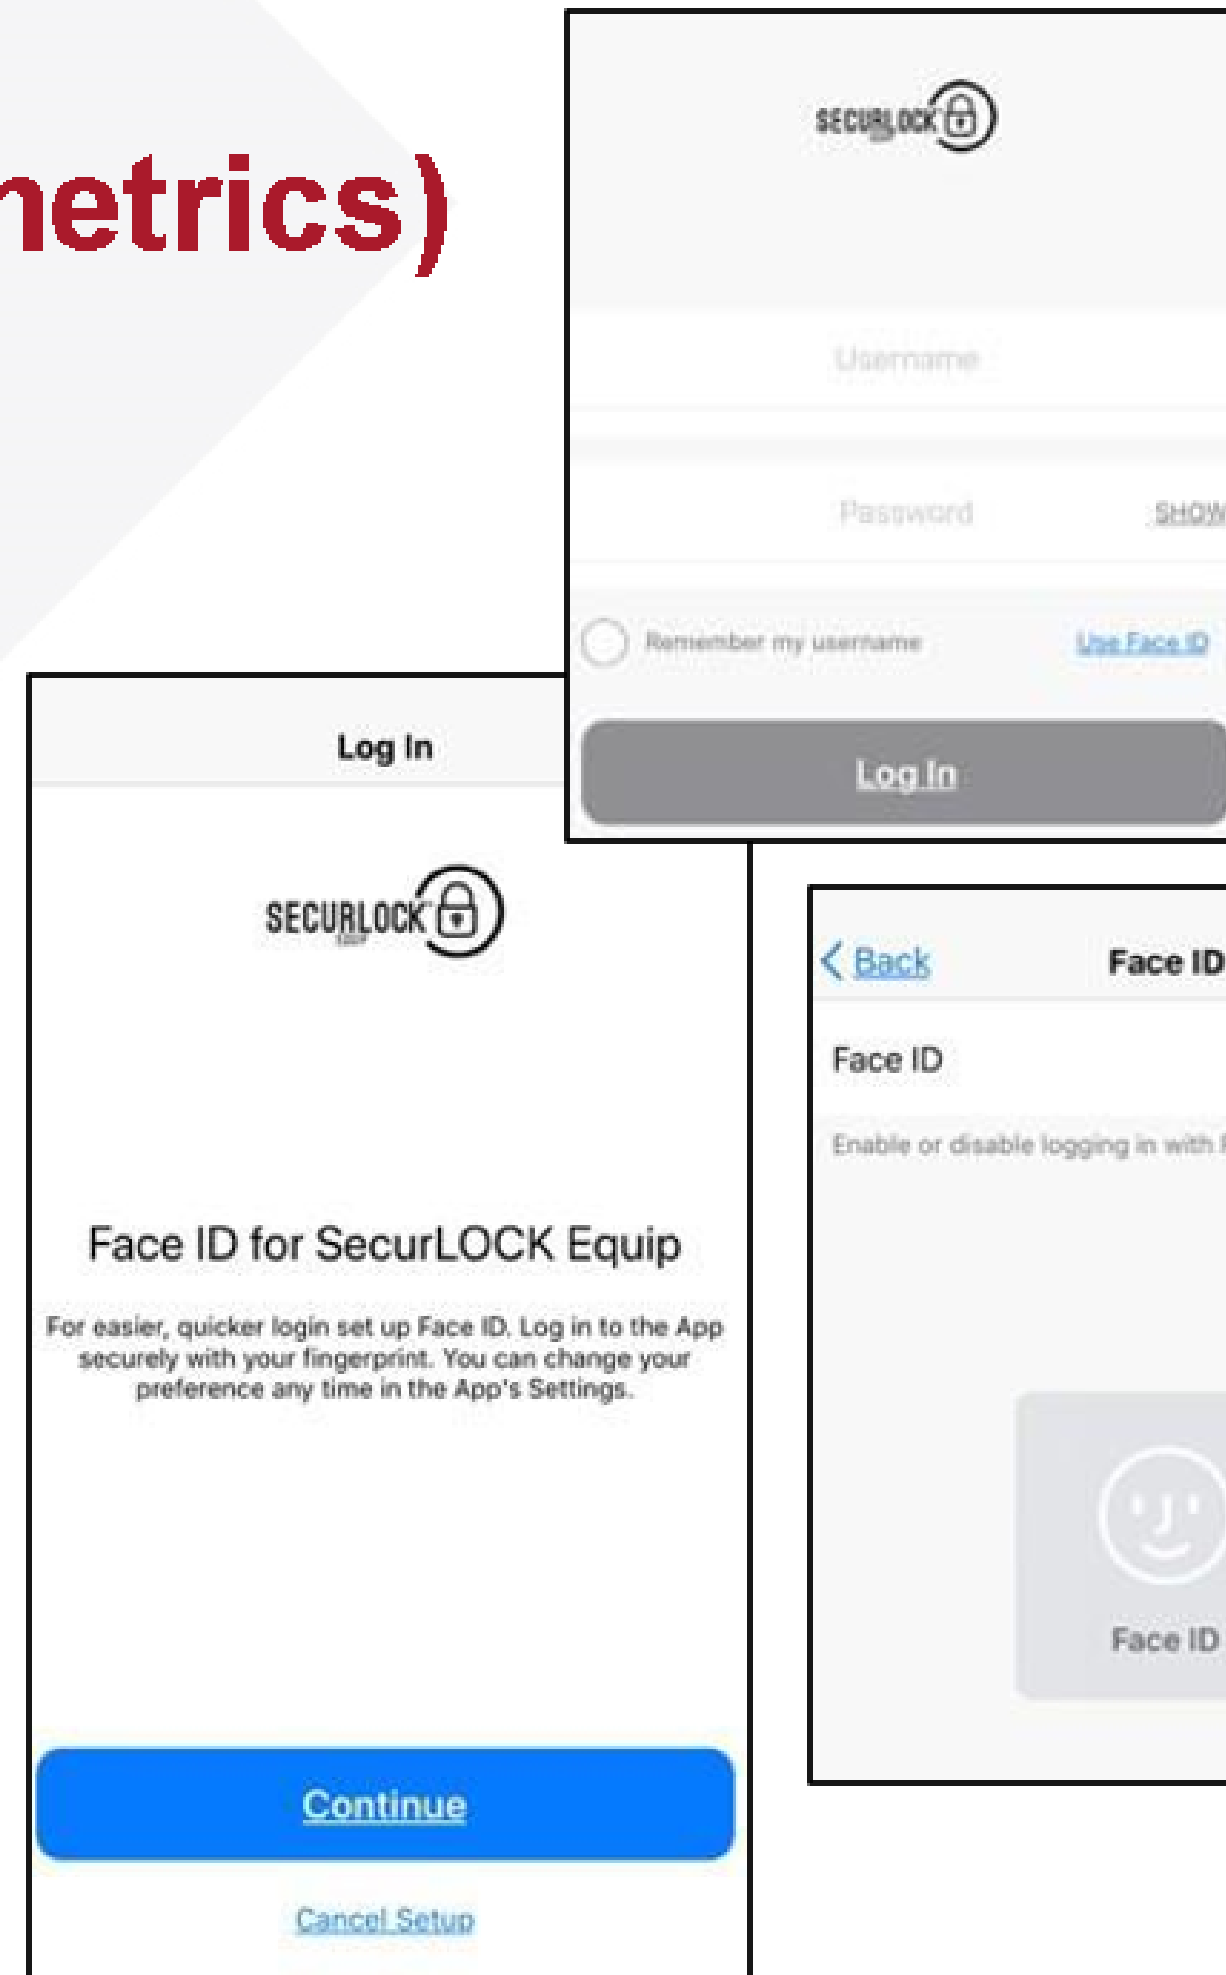 metrics)
SECURLOCK
Username
Password SHOW
Remember my username Use Face ID
Log In
Log In
SECURLOCK
EQUIP
Face ID for SecurLOCK Equip
For easier, quicker login set up Face ID. Log in to the App
securely with your fingerprint. You can change your
preference any time in the App's Settings.
Continue
Cancel Setup
Back Face ID
Face ID
Enable or disable logging in with
Face ID